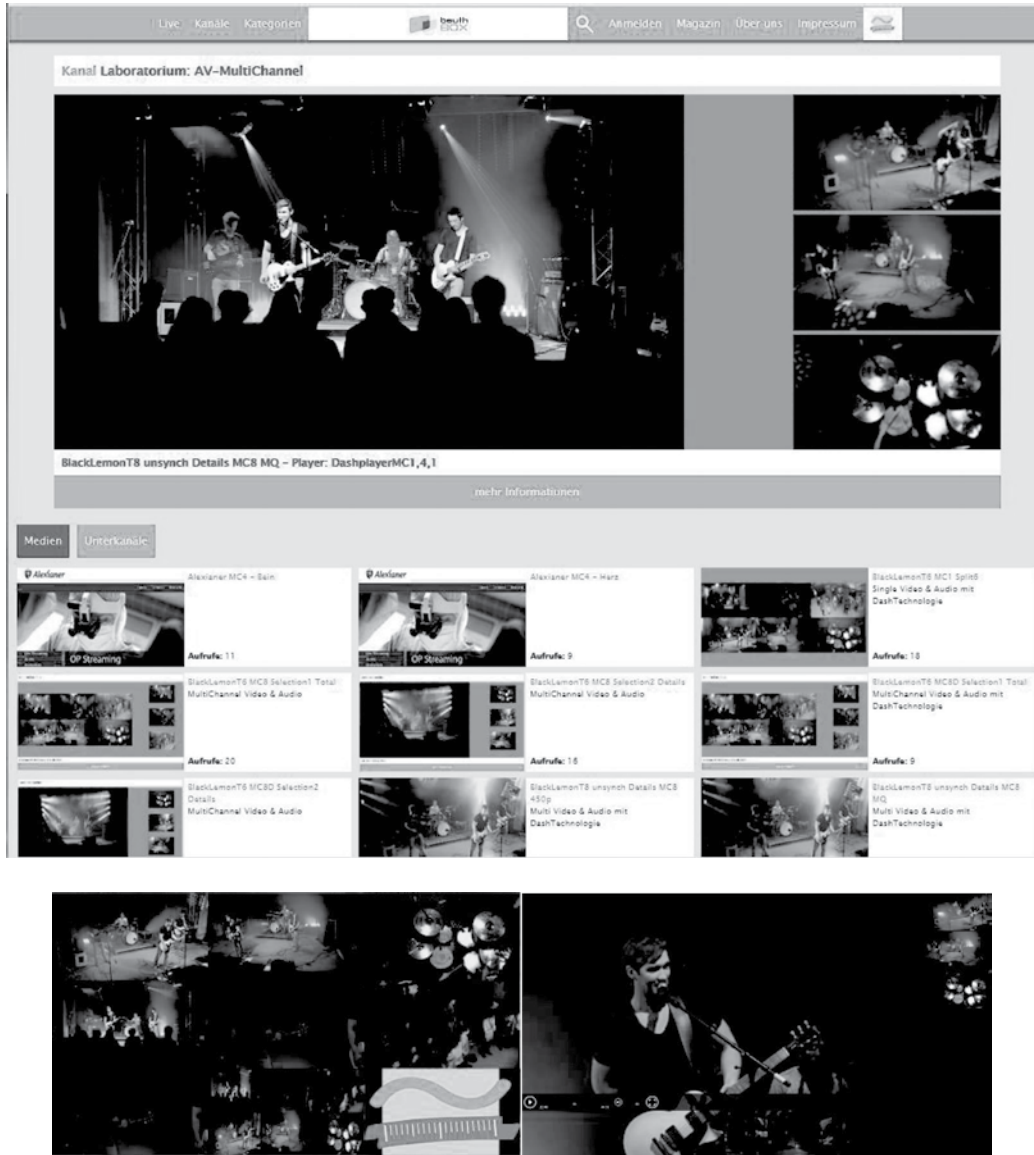 Live Kanäle Kategorien beuth BOX Anmelden Magazin Über uns Impressum
Kanal Laboratorium: AV-MultiChannel
BlackLemonT8 unsynch Details MC8 MQ - Player: DashplayerMC1,4,1
mehr Informationen
Medien Unterkanäle
Alexianer
OP Streaming
Alexianer MC4 -
Aufrufe: 11
Alexianer
OP Streaming
Alexianer MC4 - Herz
Aufrufe: 9
BlackLemonT6 MC1 Split6
Single Video & Audio mit
DashTechnologie
Aufrufe: 18
BlackLemonT6 MC8 Selection1 Total
MultiChannel Video & Audio
Aufrufe: 20
BlackLemonT6 MC8 Selection2 Details
MultiChannel Video & Audio
Aufrufe: 16
BlackLemonT6 MC8D Selection1 Total
MultiChannel Video & Audio mit
DashTechnologie
Aufrufe: 9
BlackLemonT6 MC8D Selection2
Details
MultiChannel Video & Audio
BlackLemonT8 unsynch Details MC8
450p
Multi Video & Audio mit
DashTechnologie
BlackLemonT8 unsynch Details MC8
MQ
Multi Video & Audio mit
DashTechnologie